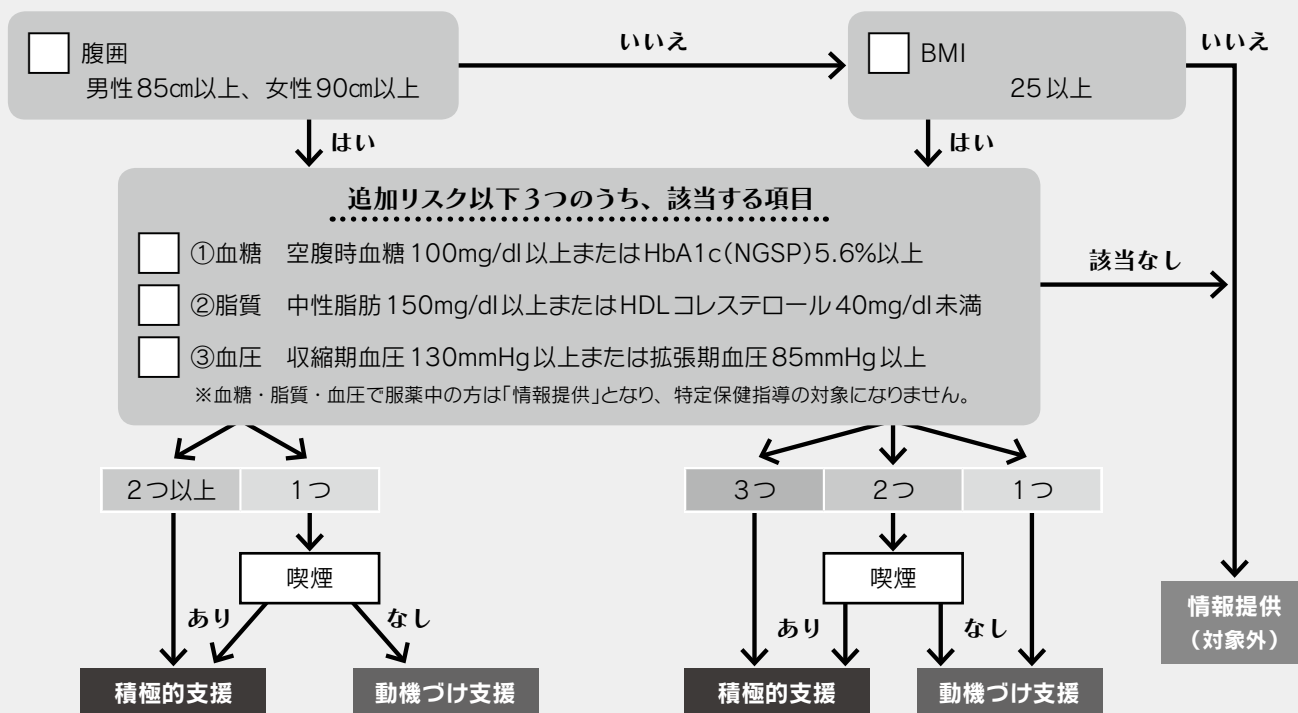 腹囲
男性85㎝以上、女性90㎝以上
いいえ
BMI
25以上
いいえ
はい
はい
追加リスク以下3つのうち、該当する項目
①血糖 空腹時血糖100mg/dl以上またはHbA1c(NGSP)5.6%以上
②脂質 中性脂肪150mg/dl以上またはHDLコレステロール40mg/dl未満
③血圧 収縮期血圧130mmHg以上または拡張期血圧85mmHg以上
※血糖・脂質・血圧で服薬中の方は「情報提供」となり、特定保健指導の対象になりません。
該当なし
2つ以上
1つ
3つ
2つ
1つ
喫煙
喫煙
あり
なし
あり
なし
積極的支援
動機づけ支援
積極的支援
動機づけ支援
情報提供
（対象外）